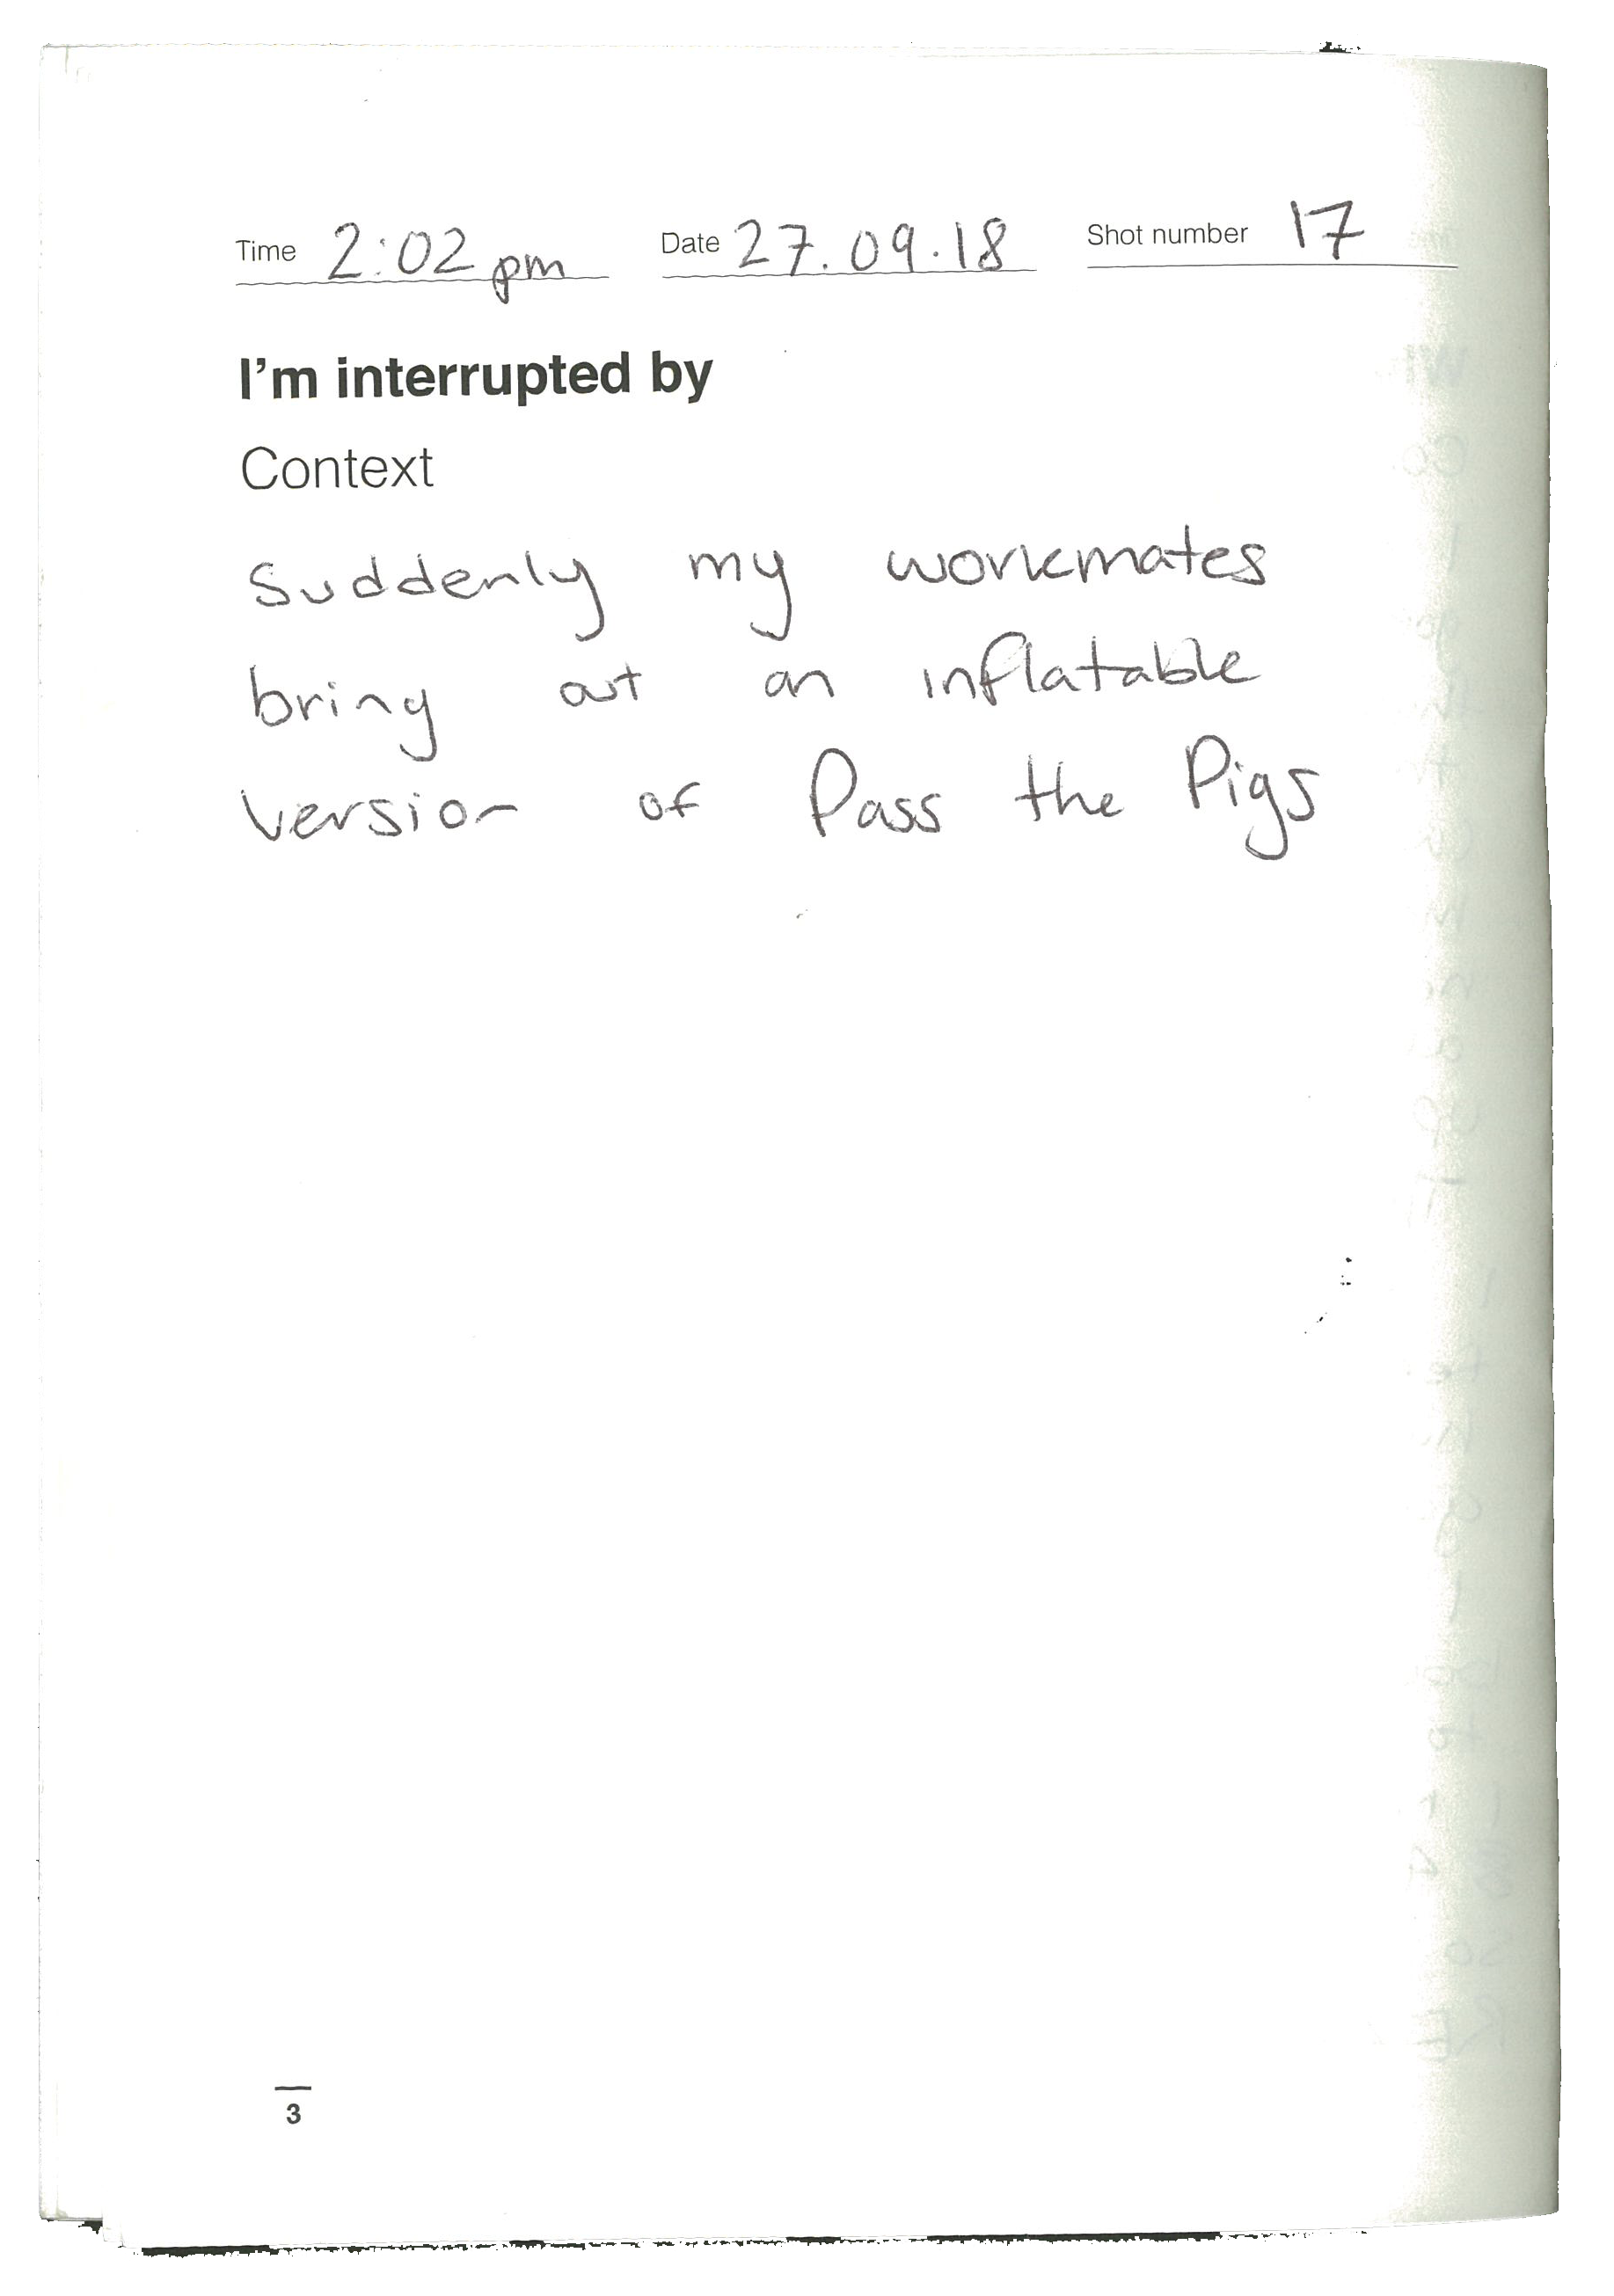 Time 2:02 pm Date 27.09.18 Shot number 17
I'm interrupted by
Context
Suddenly my workmates
bring out an inflatable
version of Pass the Pigs
3